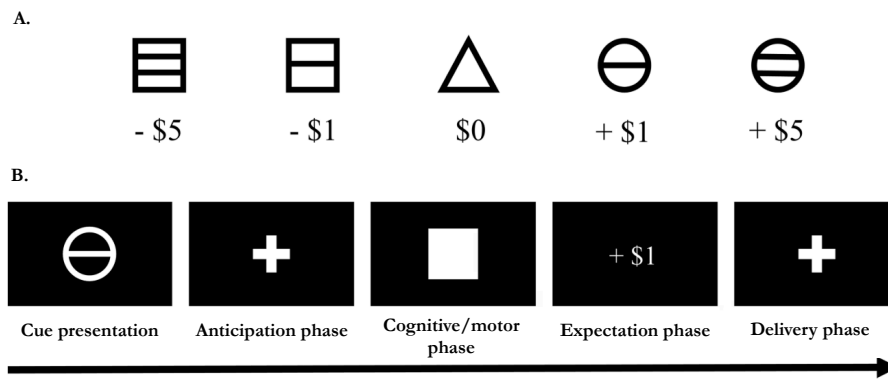 A.
- $5 - $1 $0 + $1 + $5
B.
+ $1
Cue presentation Anticipation phase Cognitive/motor phase Expectation phase Delivery phase